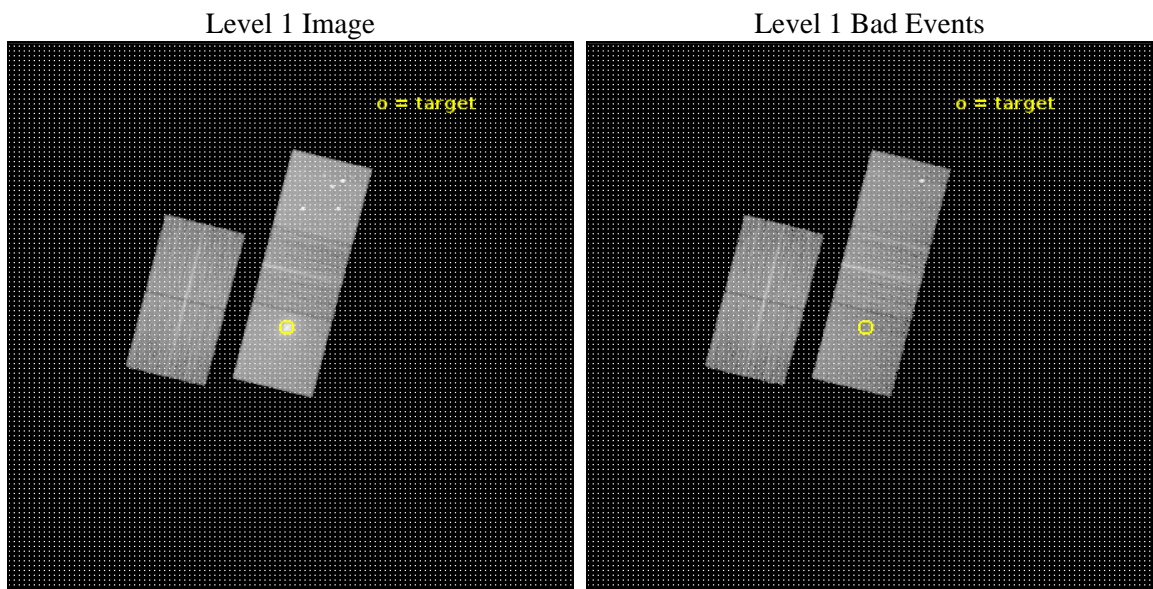 Level 1 Image
Level 1 Bad Events
o = target
o = target